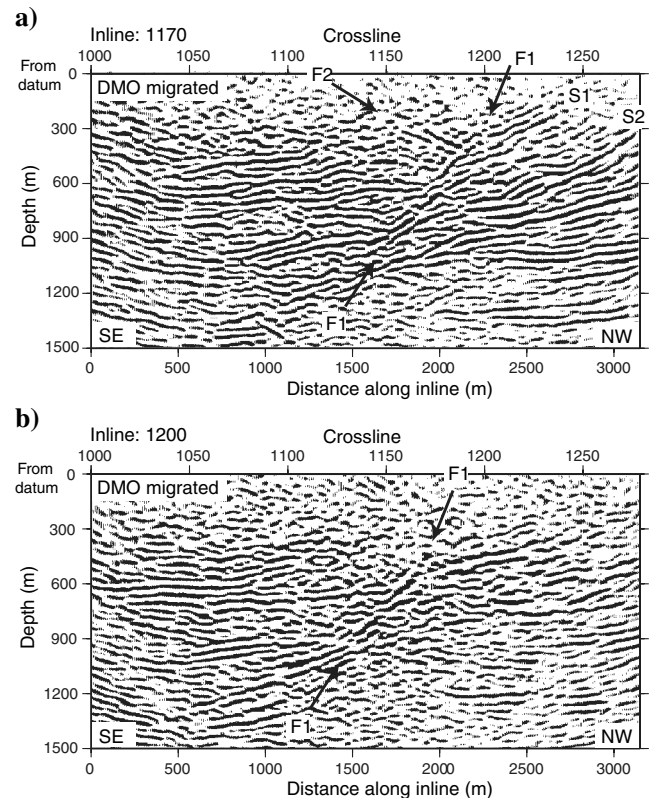 a)
Inline: 1170 Crossline
1000 1050 1100 1150 1200 1250
From datum
DMO migrated
F2
F1
S1
S2
0
300
600
900
1200
1500
Depth (m)
F1
SE
NW
0 500 1000 1500 2000 2500 3000
Distance along inline (m)
b)
Inline: 1200 Crossline
1000 1050 1100 1150 1200 1250
From datum
DMO migrated
F1
0
300
600
900
1200
1500
Depth (m)
F1
SE
NW
0 500 1000 1500 2000 2500 3000
Distance along inline (m)